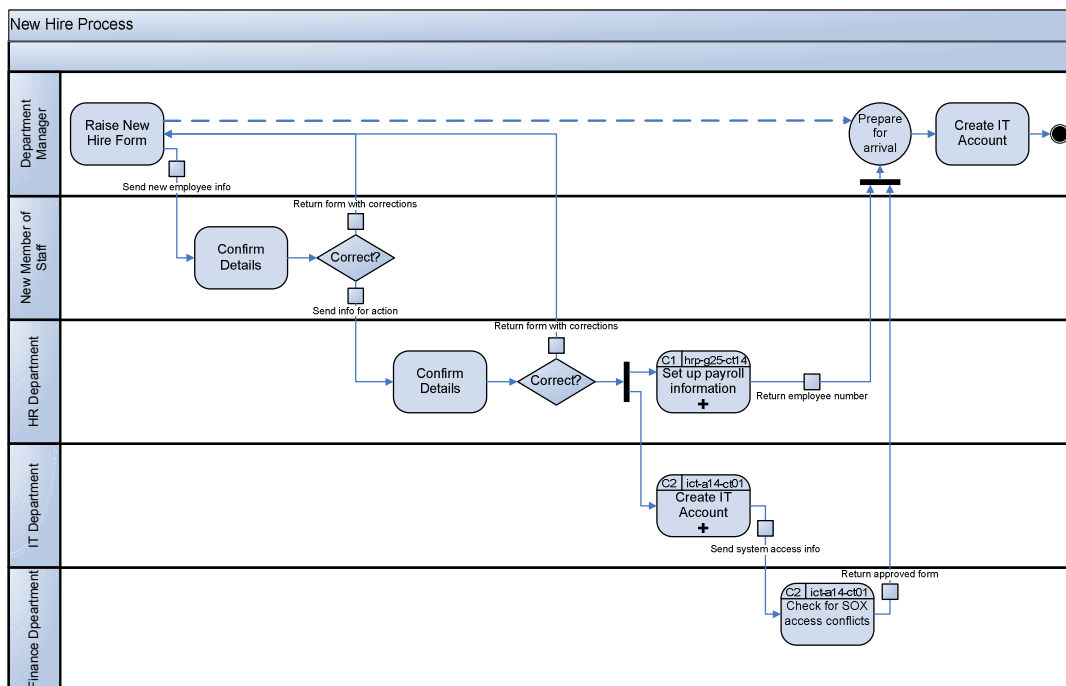 New Hire Process
Department
Manager
Raise New
Hire Form
Prepare
for
arrival
Create IT
Account
Send new employee info
New Member of
Staff
Return form with corrections
Confirm
Details
Correct?
Send info for action
HR Department
Return form with corrections
Confirm
Details
Correct?
C1 hrp-g25-ct14
Set up payroll
information
Return employee number
IT Department
C2 ict-a14-ct01
Create IT
Account
Send system access info
Finance Dpeartment
Return approved form
C2 ict-a14-ct01
Check for SOX
access conflicts